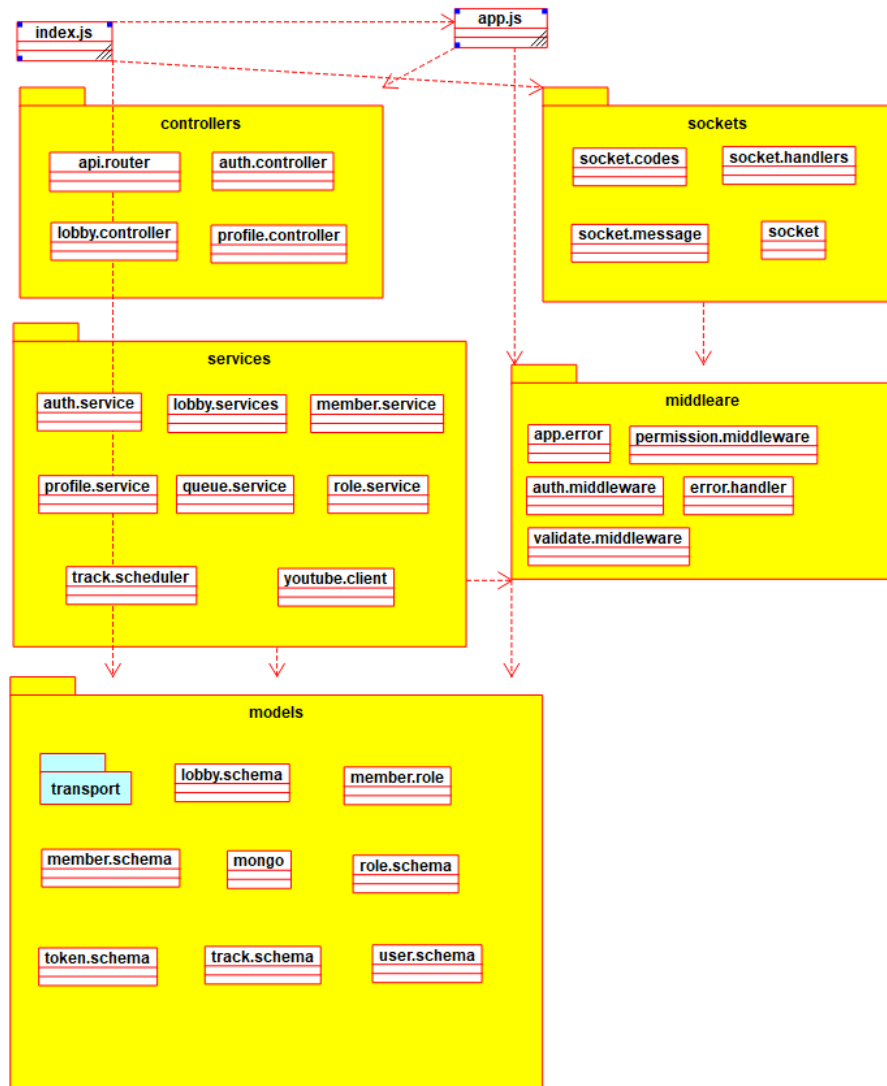 index.js
app.js
controllers
api.router
auth.controller
lobby.controller
profile.controller
sockets
socket.codes
socket.handlers
socket.message
socket
services
auth.service
lobby.services
member.service
profile.service
queue.service
role.service
track.scheduler
youtube.client
middleare
app.error
permission.middleware
auth.middleware
error.handler
validate.middleware
models
transport
lobby.schema
member.role
member.schema
mongo
role.schema
token.schema
track.schema
user.schema